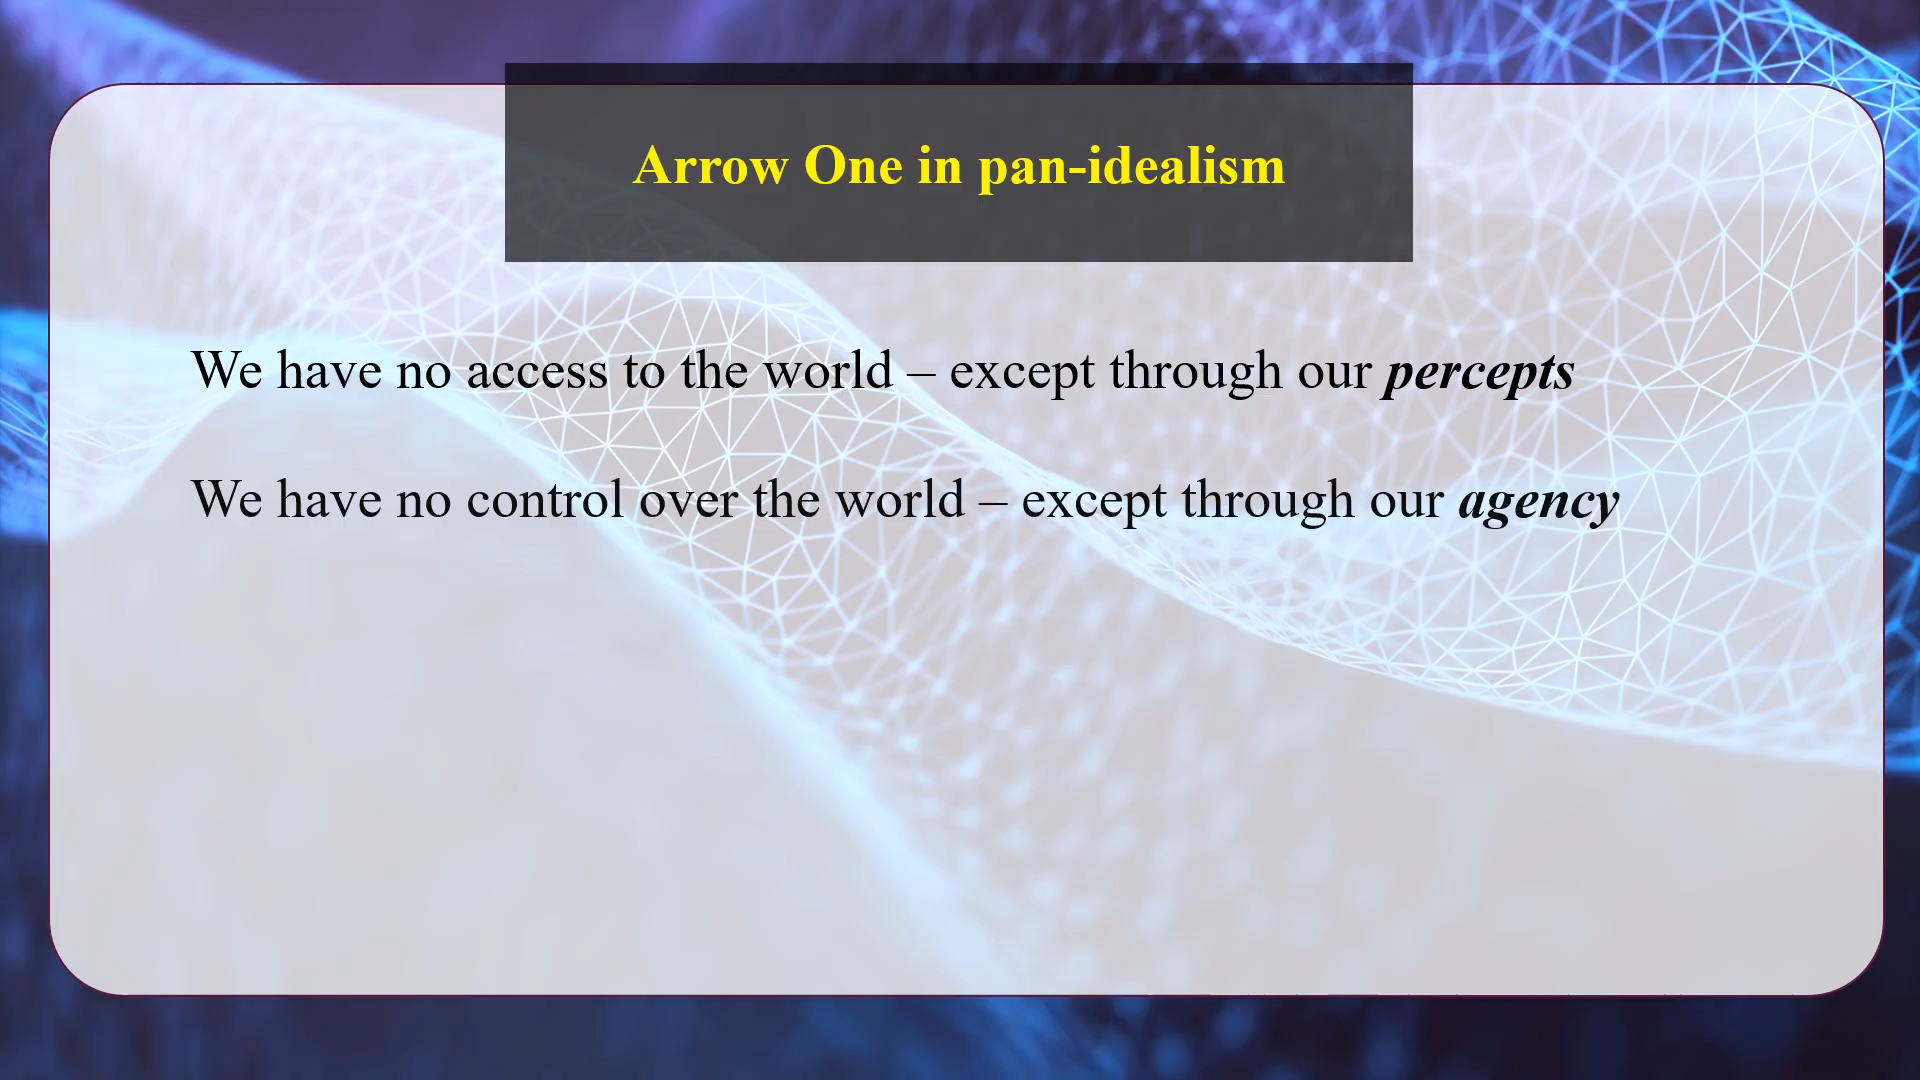 Arrow One in pan-idealism
We have no access to the world – except through our percepts
We have no control over the world – except through our agency